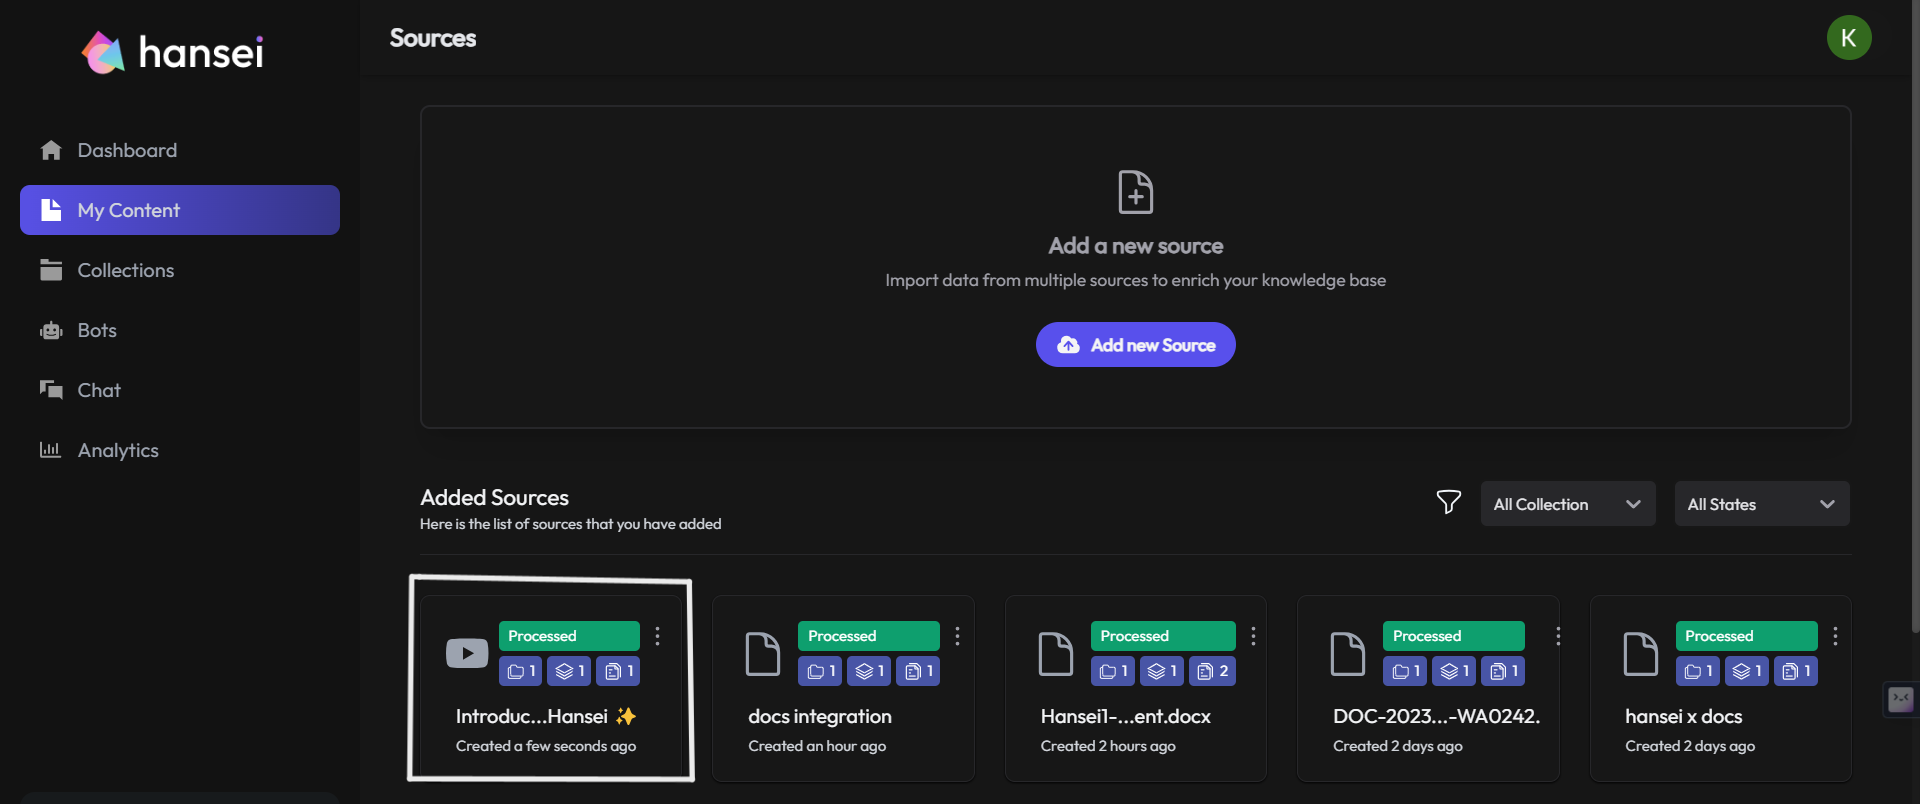 hansei
Sources
K
Dashboard
My Content
Collections
Bots
Chat
Analytics
Add a new source
Import data from multiple sources to enrich your knowledge base
Add new Source
Added Sources
Here is the list of sources that you have added
All Collection
All States
Processed
1 1 1
Introduc...Hansei ✨
Created a few seconds ago
Processed
1 1 1
docs integration
Created an hour ago
Processed
1 1 2
Hansei1-...ent.docx
Created 2 hours ago
Processed
1 1 1
DOC-2023...-WA0242.
Created 2 days ago
Processed
1 1 1
hansei x docs
Created 2 days ago